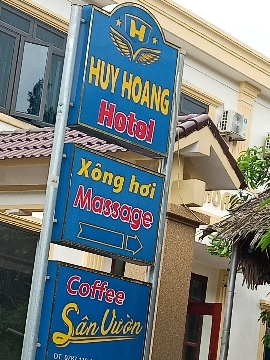 H
HUY HOANG
Hotel
Xông hơi
Massage
Coffee
Sân Vườn